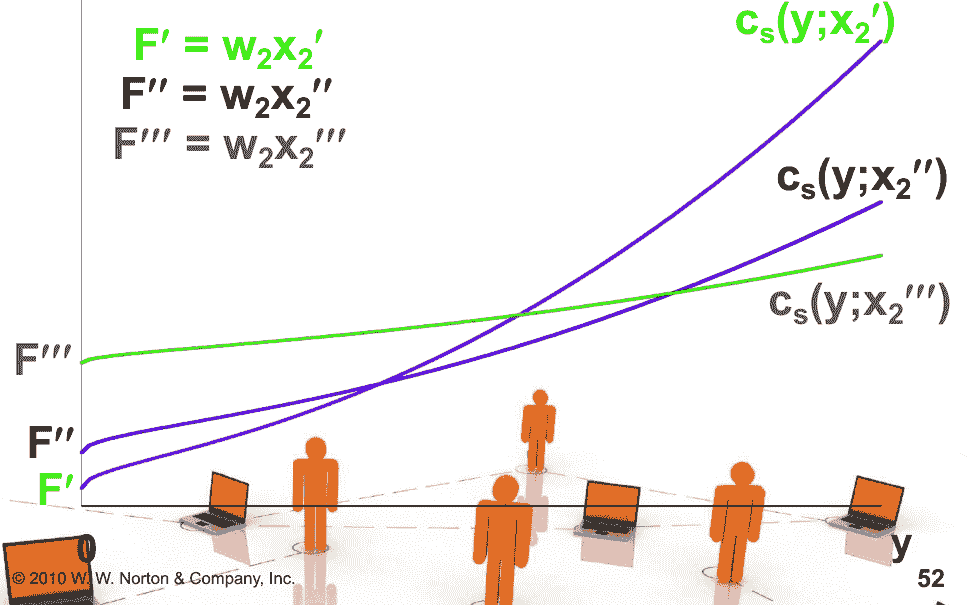 cₛ(y;x₂′)
F′ = w₂x₂′
F″ = w₂x₂″
F‴ = w₂x₂‴
cₛ(y;x₂″)
cₛ(y;x₂‴)
F‴
F″
F′
0
y
© 2010 W. W. Norton & Company, Inc.
52